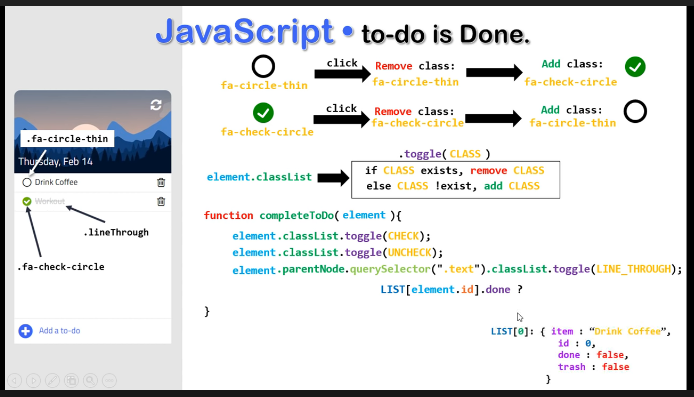 JavaScript • to-do is Done.
click
Remove class:
Add class:
fa-circle-thin
fa-circle-thin
fa-check-circle
click
Remove class:
Add class:
fa-check-circle
fa-check-circle
fa-circle-thin
.fa-circle-thin
Thursday, Feb 14
Drink Coffee
Workout
.lineThrough
.fa-check-circle
Add a to-do
.toggle(CLASS)
element.classList
if CLASS exists, remove CLASS
else CLASS !exist, add CLASS
function completeToDo( element ){
element.classList.toggle(CHECK);
element.classList.toggle(UNCHECK);
element.parentNode.querySelector(".text").classList.toggle(LINE_THROUGH);
LIST[element.id].done ?
}
LIST[0]: { item : “Drink Coffee”,
id : 0,
done : false,
trash : false
}